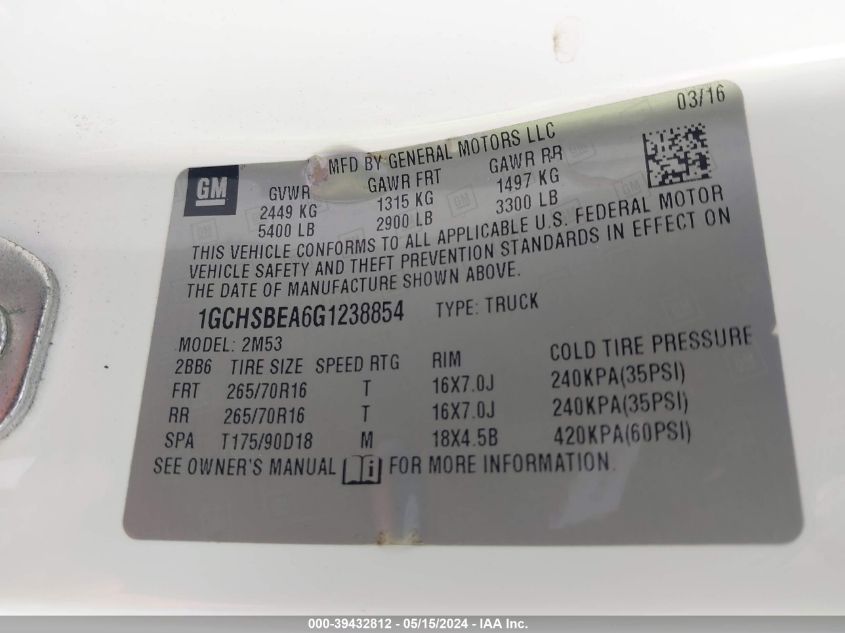 03/16
MFD BY GENERAL MOTORS LLC
GM
GVWR GAWR FRT GAWR RR
2449 KG 1315 KG 1497 KG
5400 LB 2900 LB 3300 LB
THIS VEHICLE CONFORMS TO ALL APPLICABLE U.S. FEDERAL MOTOR
VEHICLE SAFETY AND THEFT PREVENTION STANDARDS IN EFFECT ON
THE DATE OF MANUFACTURE SHOWN ABOVE.
1GCHSBEA6G1238854 TYPE: TRUCK
MODEL: 2M53
2BB6 TIRE SIZE SPEED RTG RIM COLD TIRE PRESSURE
FRT 265/70R16 T 16X7.0J 240KPA(35PSI)
RR 265/70R16 T 16X7.0J 240KPA(35PSI)
SPA T175/90D18 M 18X4.5B 420KPA(60PSI)
SEE OWNER'S MANUAL i FOR MORE INFORMATION.
000-39432812 - 05/15/2024 - IAA Inc.